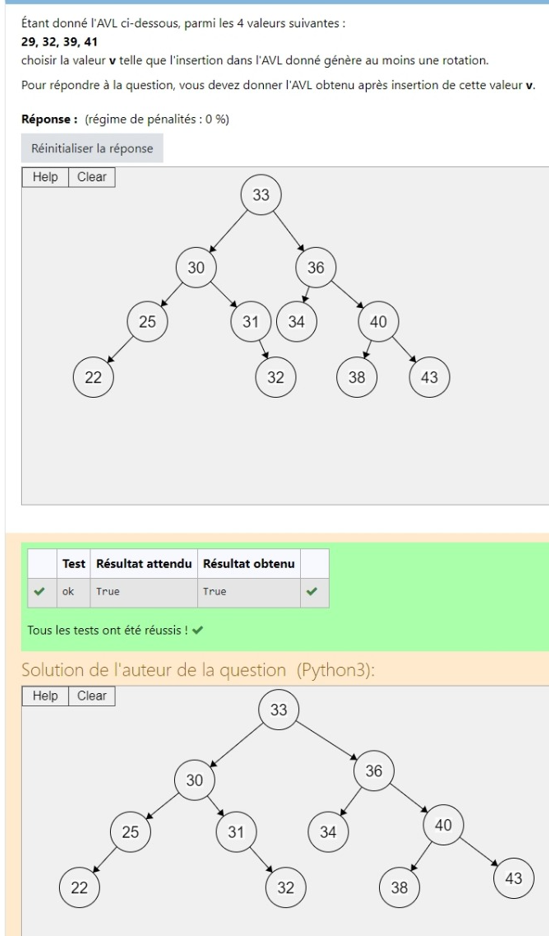 Étant donné l'AVL ci-dessous, parmi les 4 valeurs suivantes :
29, 32, 39, 41
choisir la valeur v telle que l'insertion dans l'AVL donné génère au moins une rotation.
Pour répondre à la question, vous devez donner l'AVL obtenu après insertion de cette valeur v.
Réponse : (régime de pénalités : 0 %)
Réinitialiser la réponse
Help Clear
33
30 36
25 31 34 40
22 32 38 43
Test Résultat attendu Résultat obtenu
ok True True
Tous les tests ont été réussis !
Solution de l'auteur de la question (Python3):
Help Clear
33
30 36
25 31 34 40
22 32 38 43